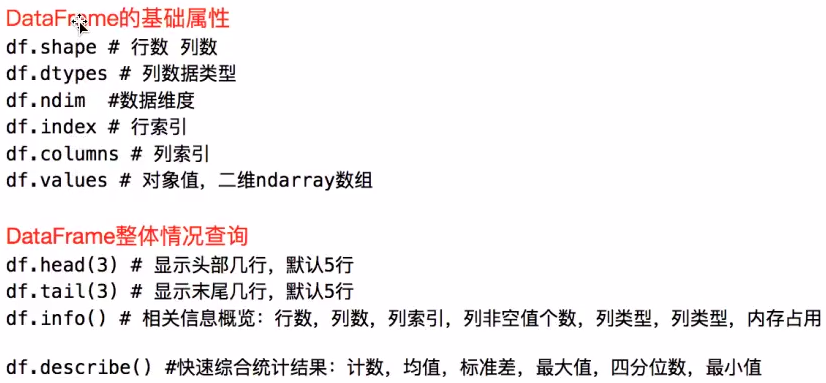 DataFrame的基础属性
df.shape # 行数 列数
df.dtypes # 列数据类型
df.ndim  #数据维度
df.index # 行索引
df.columns # 列索引
df.values # 对象值，二维ndarray数组
DataFrame整体情况查询
df.head(3) # 显示头部几行，默认5行
df.tail(3) # 显示末尾几行，默认5行
df.info() # 相关信息概览：行数，列数，列索引，列非空值个数，列类型，列类型，内存占用
df.describe() #快速综合统计结果：计数，均值，标准差，最大值，四分位数，最小值